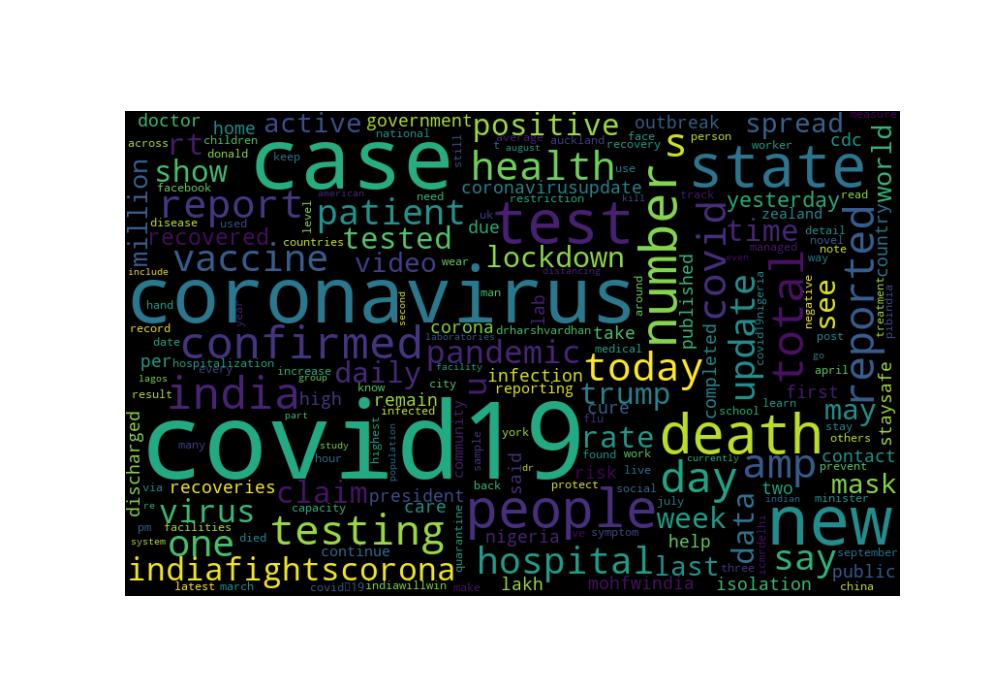 doctor home active government positive outbreak spread cdc measure
across rt children donald national case still average t august auckland face recovery person worker
show facebook keep health s state world
million report american need coronavirusupdate use restriction kill track yesterday read
disease used level patient uk test number covid zealand country
recovered countries tested due lockdown time detail novel note reported
include vaccine video wear distancing around published even managed way
coronavirus man total negative see treatment pibindia
hand year second lab update covid19nigeria
record confirmed corona drharshvardhan take completed post
date laboratories medical go
per hospitalization pandemic facility today
lagos increase group daily u infection trump first april staysafe
result india high know city reporting cure school learn may
remain infected flu stay
part covid19 highest population community york rate death others
many study hour sample said found work currently contact
discharged dr risk live day amp prevent
via recoveries claim president back protect social two indian minister mask
re virus capacity care people july week data new
pm facilities nigeria ve symptom help
system one died testing continue quarantine icmrdelhi three say september
indiafightscorona hospital last public
latest march indiawillwin make lakh mohfwindia isolation china